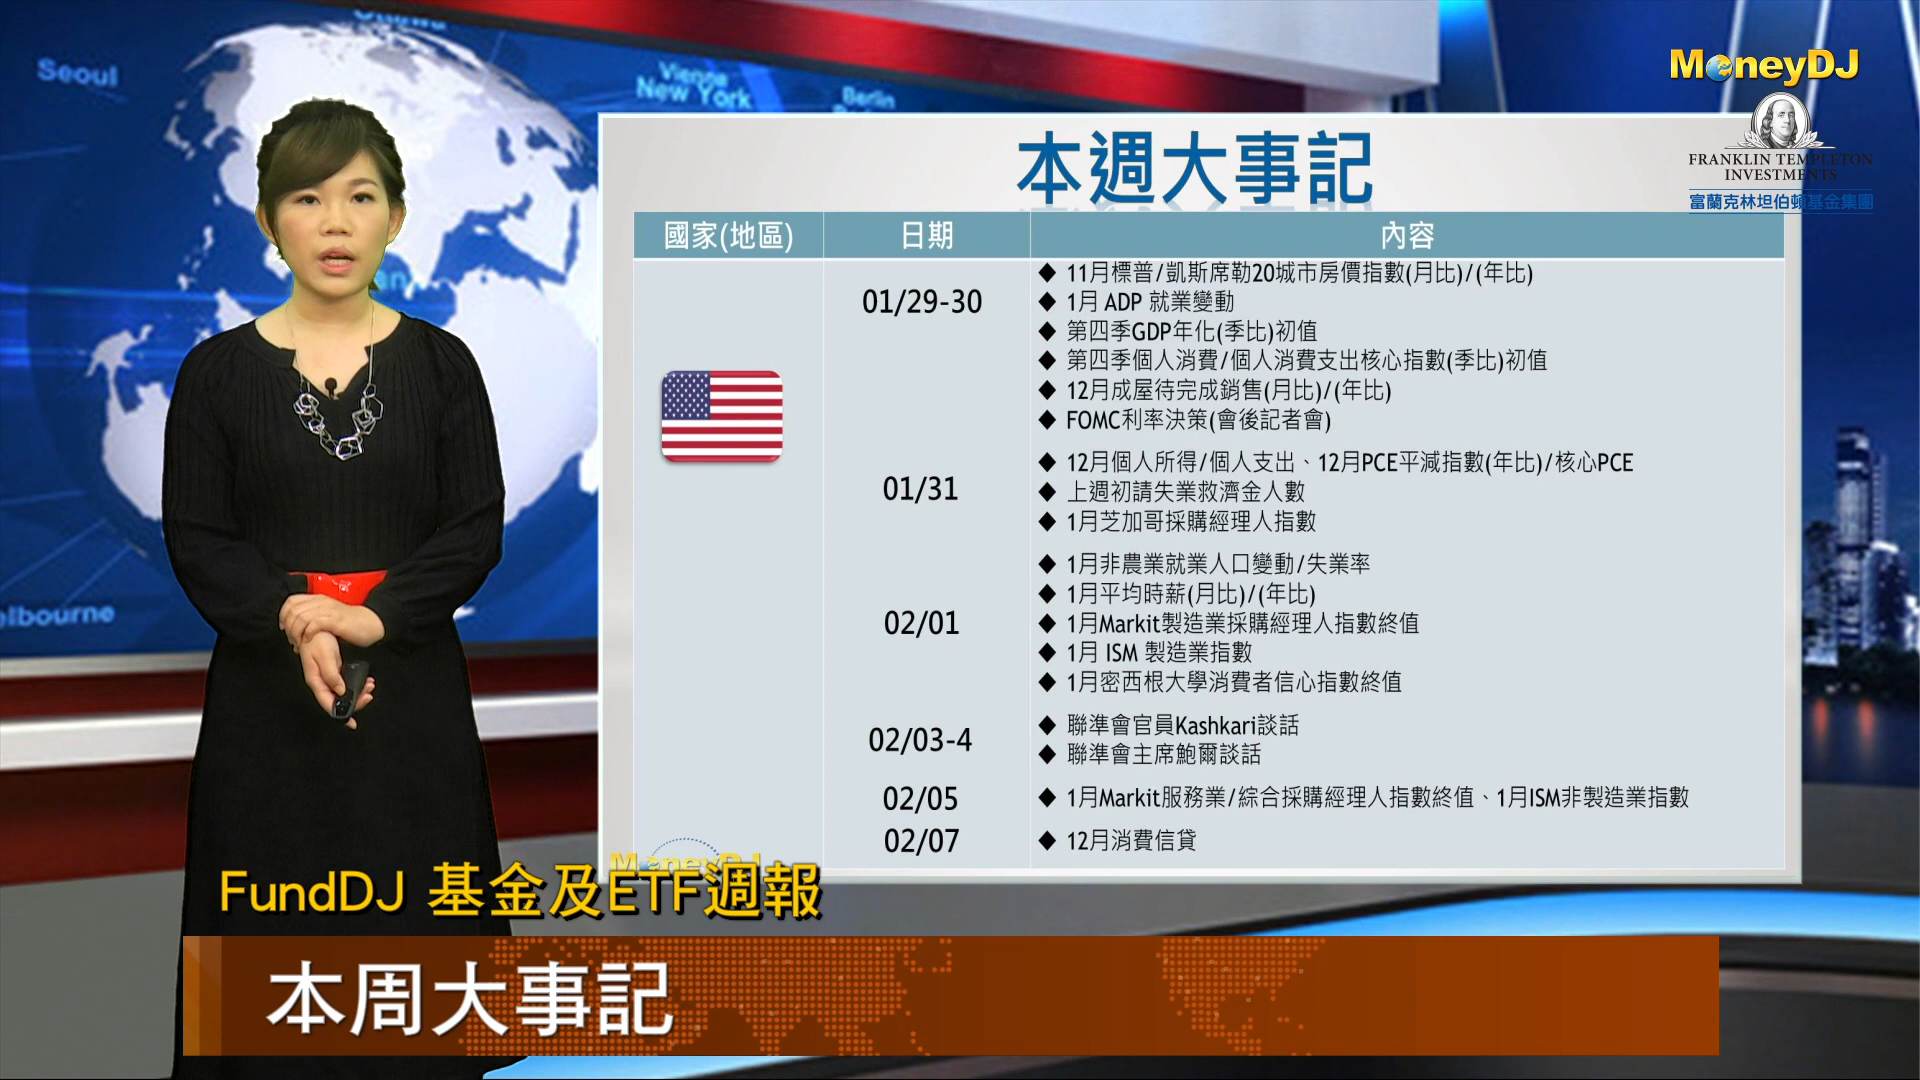 Seoul
Vienna
New York
Berlin
MoneyDJ
FRANKLIN TEMPLETON
INVESTMENTS
富蘭克林坦伯頓基金集團
本週大事記
國家(地區) 日期 內容
01/29-30
◆ 11月標普/凱斯席勒20城市房價指數(月比)/(年比)
◆ 1月 ADP 就業變動
◆ 第四季GDP年化(季比)初值
◆ 第四季個人消費/個人消費支出核心指數(季比)初值
◆ 12月成屋待完成銷售(月比)/(年比)
◆ FOMC利率決策(會後記者會)
01/31
◆ 12月個人所得/個人支出、12月PCE平減指數(年比)/核心PCE
◆ 上週初請失業救濟金人數
◆ 1月芝加哥採購經理人指數
02/01
◆ 1月非農業就業人口變動/失業率
◆ 1月平均時薪(月比)/(年比)
◆ 1月Markit製造業採購經理人指數終值
◆ 1月 ISM 製造業指數
◆ 1月密西根大學消費者信心指數終值
02/03-4
◆ 聯準會官員Kashkari談話
◆ 聯準會主席鮑爾談話
02/05
◆ 1月Markit服務業/綜合採購經理人指數終值、1月ISM非製造業指數
02/07
◆ 12月消費信貸
elbourne
MoneyDJ
FundDJ 基金及ETF週報
本周大事記